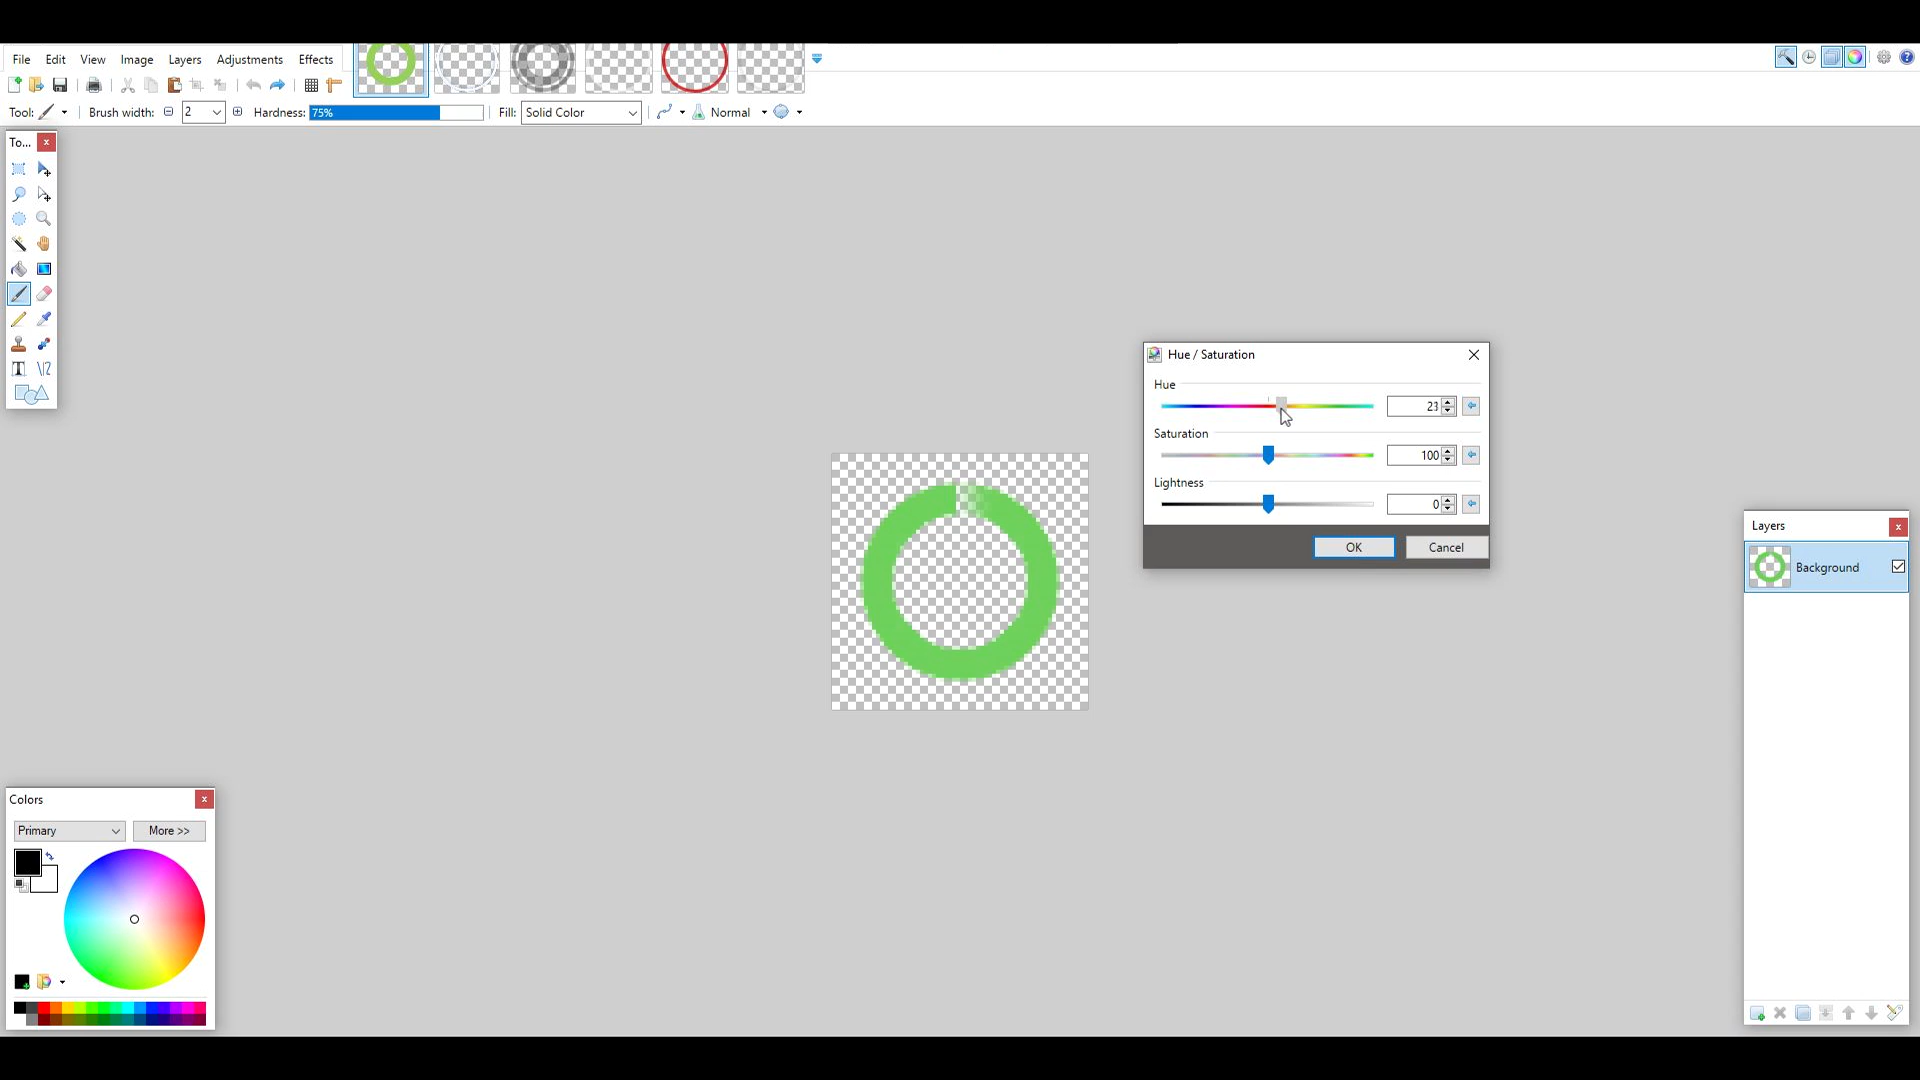 File Edit View Image Layers Adjustments Effects
Tool: Brush width: 2 Hardness: 75% Fill: Solid Color Normal
To... x
Hue / Saturation
Hue
23
Saturation
100
Lightness
0
OK Cancel
Layers x
Background
Colors x
Primary More >>